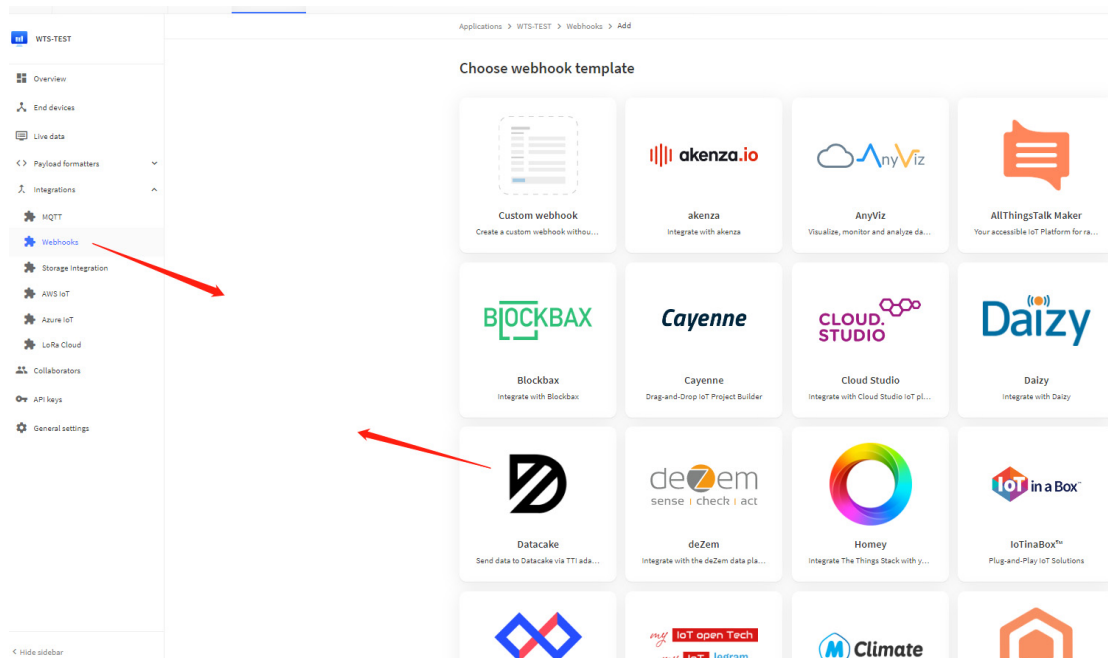 Applications > WTS-TEST > Webhooks > Add
WTS-TEST
Overview
End devices
Live data
Payload formatters
Integrations
MQTT
Webhooks
Storage Integration
AWS IoT
Azure IoT
LoRa Cloud
Collaborators
API keys
General settings
< Hide sidebar
Choose webhook template
Custom webhook
Create a custom webhook withou...
akenza.io
akenza
Integrate with akenza
AnyViz
AnyViz
Visualize, monitor and analyze da...
AllThingsTalk Maker
Your accessible IoT Platform for ra...
BLOCKBAX
Blockbax
Integrate with Blockbax
Cayenne
Cayenne
Drag-and-Drop IoT Project Builder
CLOUD.
STUDIO
Cloud Studio
Integrate with Cloud Studio IoT pl...
Daizy
Daizy
Integrate with Daizy
Datacake
Send data to Datacake via TTI ada...
deZem
sense | check | act
deZem
Integrate with the deZem data pla...
Homey
Integrate The Things Stack with y...
IoT in a Box™
IoTinaBox™
Plug-and-Play IoT Solutions
my IoT open Tech
M Climate